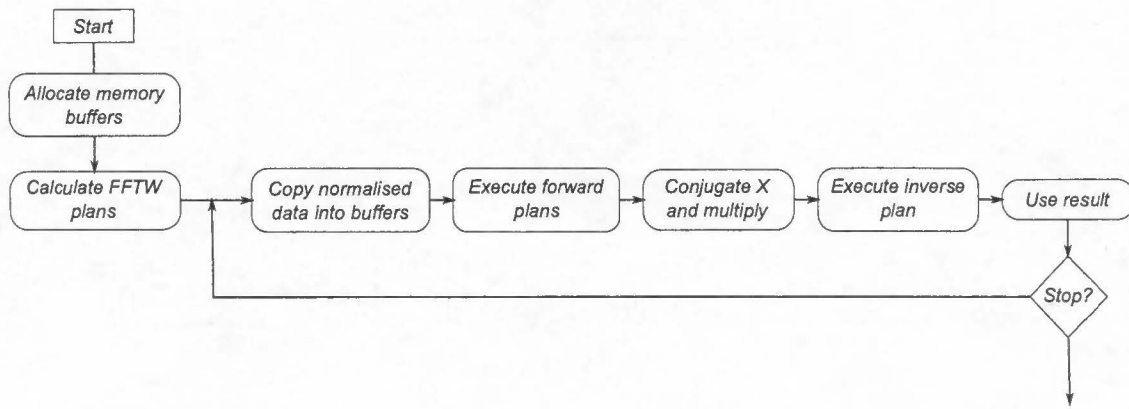 Start
Allocate memory
buffers
Calculate FFTW
plans
Copy normalised
data into buffers
Execute forward
plans
Conjugate X
and multiply
Execute inverse
plan
Use result
Stop?